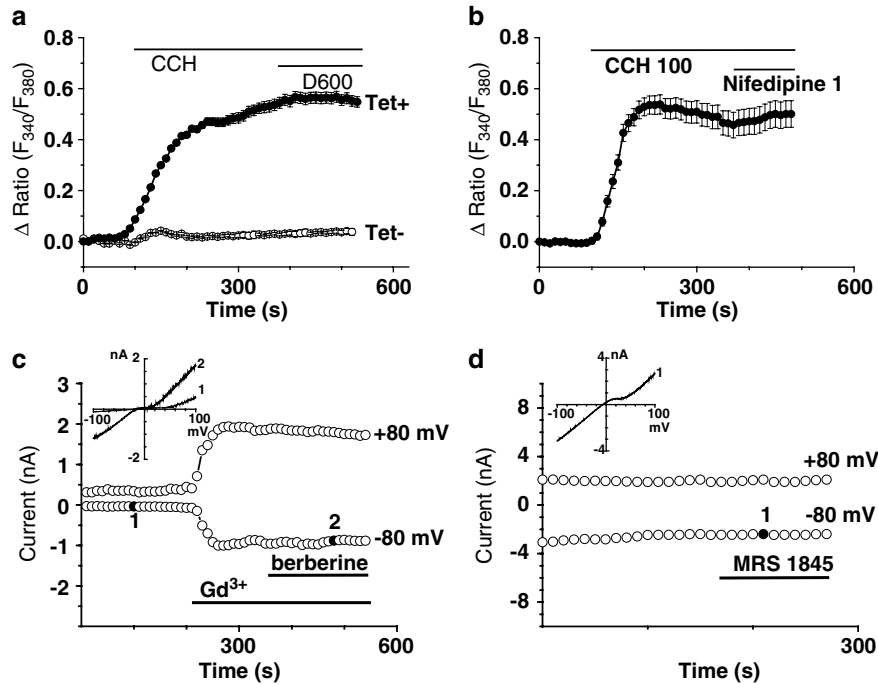 a
0.8
0.6
0.4
0.2
0.0
Δ Ratio (F340/F380)
CCH
D600
Tet+
Tet-
0
300
600
Time (s)
b
0.8
0.6
0.4
0.2
0.0
Δ Ratio (F340/F380)
CCH 100
Nifedipine 1
0
300
600
Time (s)
c
3
2
1
0
-1
-2
Current (nA)
nA
2
2
1
-100
100
mV
-2
+80 mV
1
2
-80 mV
berberine
Gd3+
300
600
Time (s)
d
8
4
0
-4
-8
Current (nA)
nA
4
1
-100
100
mV
-4
+80 mV
1
-80 mV
MRS 1845
300
Time (s)